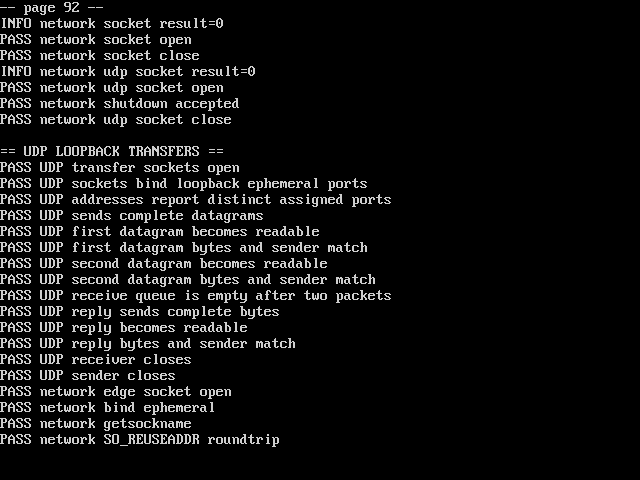 -- page 92 --
INFO network socket result=0
PASS network socket open
PASS network socket close
INFO network udp socket result=0
PASS network udp socket open
PASS network shutdown accepted
PASS network udp socket close
== UDP LOOPBACK TRANSFERS ==
PASS UDP transfer sockets open
PASS UDP sockets bind loopback ephemeral ports
PASS UDP addresses report distinct assigned ports
PASS UDP sends complete datagrams
PASS UDP first datagram becomes readable
PASS UDP first datagram bytes and sender match
PASS UDP second datagram becomes readable
PASS UDP second datagram bytes and sender match
PASS UDP receive queue is empty after two packets
PASS UDP reply sends complete bytes
PASS UDP reply becomes readable
PASS UDP reply bytes and sender match
PASS UDP receiver closes
PASS UDP sender closes
PASS network edge socket open
PASS network bind ephemeral
PASS network getsockname
PASS network SO_REUSEADDR roundtrip